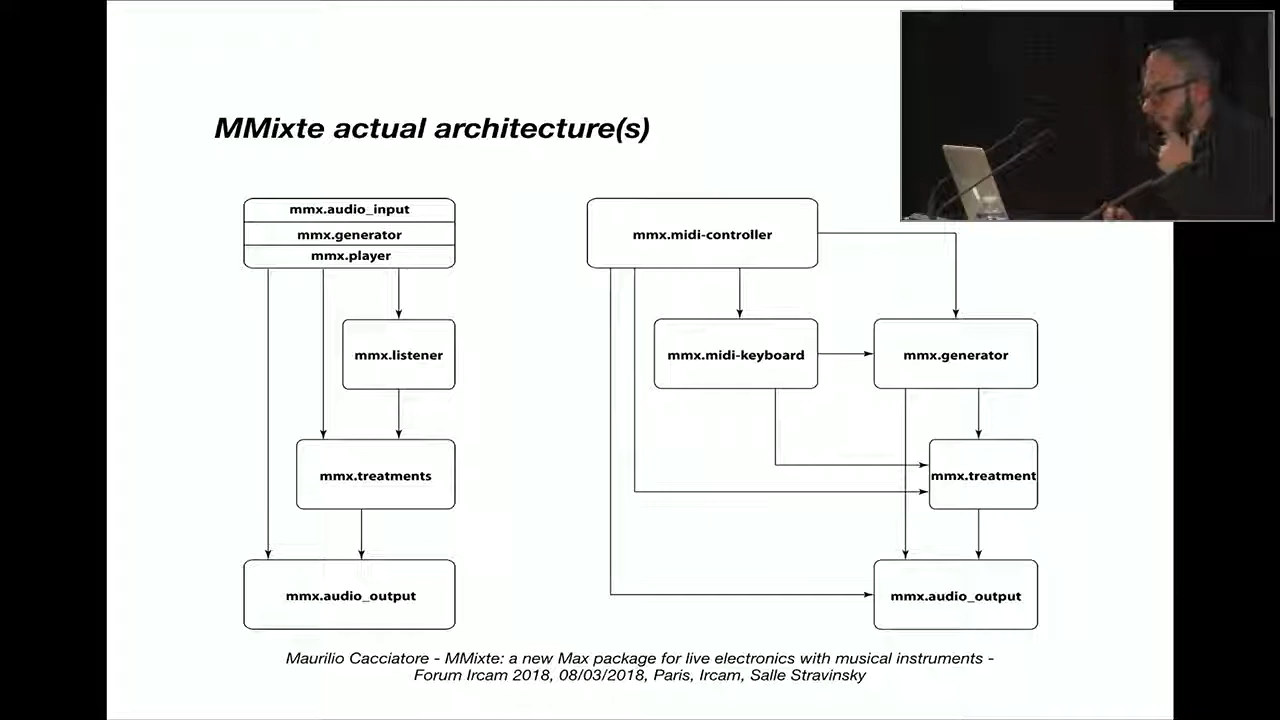 MMixte actual architecture(s)
mmx.audio_input
mmx.generator
mmx.player
mmx.listener
mmx.treatments
mmx.audio_output
mmx.midi-controller
mmx.midi-keyboard
mmx.generator
mmx.treatment
mmx.audio_output
Maurilio Cacciatore - MMixte: a new Max package for live electronics with musical instruments -
Forum Ircam 2018, 08/03/2018, Paris, Ircam, Salle Stravinsky